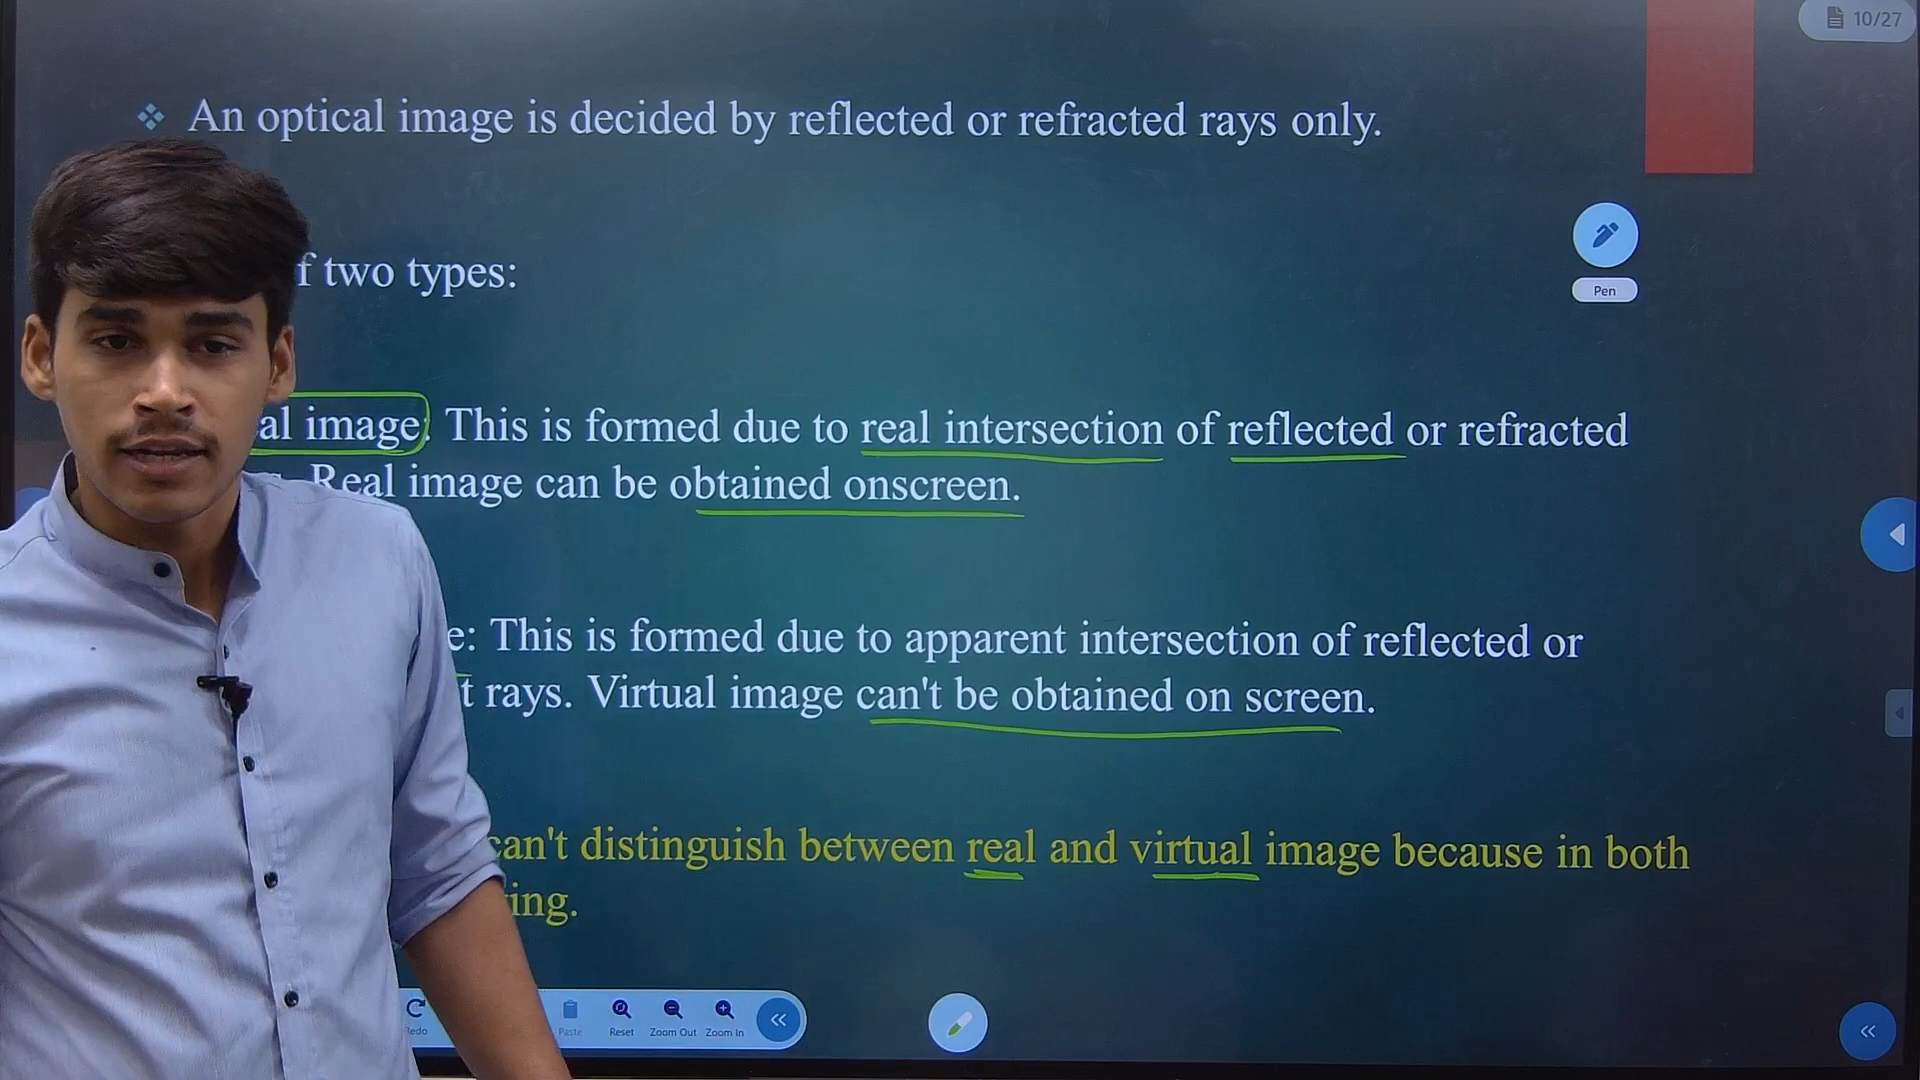 10/27
❖ An optical image is decided by reflected or refracted rays only.
Pen
f two types:
al image: This is formed due to real intersection of reflected or refracted
Real image can be obtained onscreen.
e: This is formed due to apparent intersection of reflected or
t rays. Virtual image can't be obtained on screen.
can't distinguish between real and virtual image because in both
ing.
Redo Paste Reset Zoom Out Zoom In